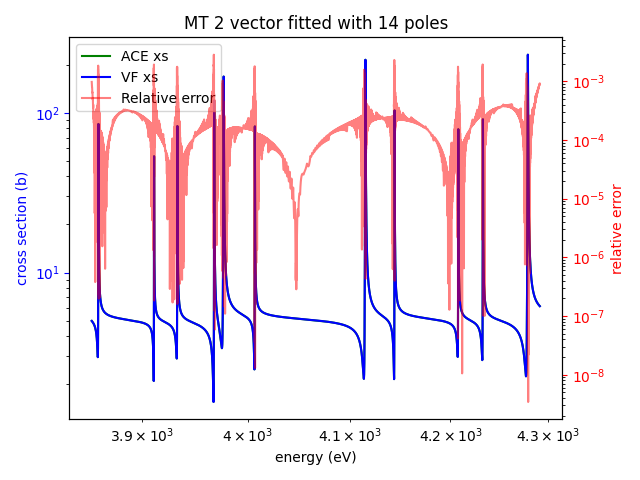 MT 2 vector fitted with 14 poles
ACE xs
VF xs
Relative error
cross section (b)
10²
10¹
relative error
10⁻³
10⁻⁴
10⁻⁵
10⁻⁶
10⁻⁷
10⁻⁸
3.9 × 10³
4 × 10³
4.1 × 10³
4.2 × 10³
4.3 × 10³
energy (eV)